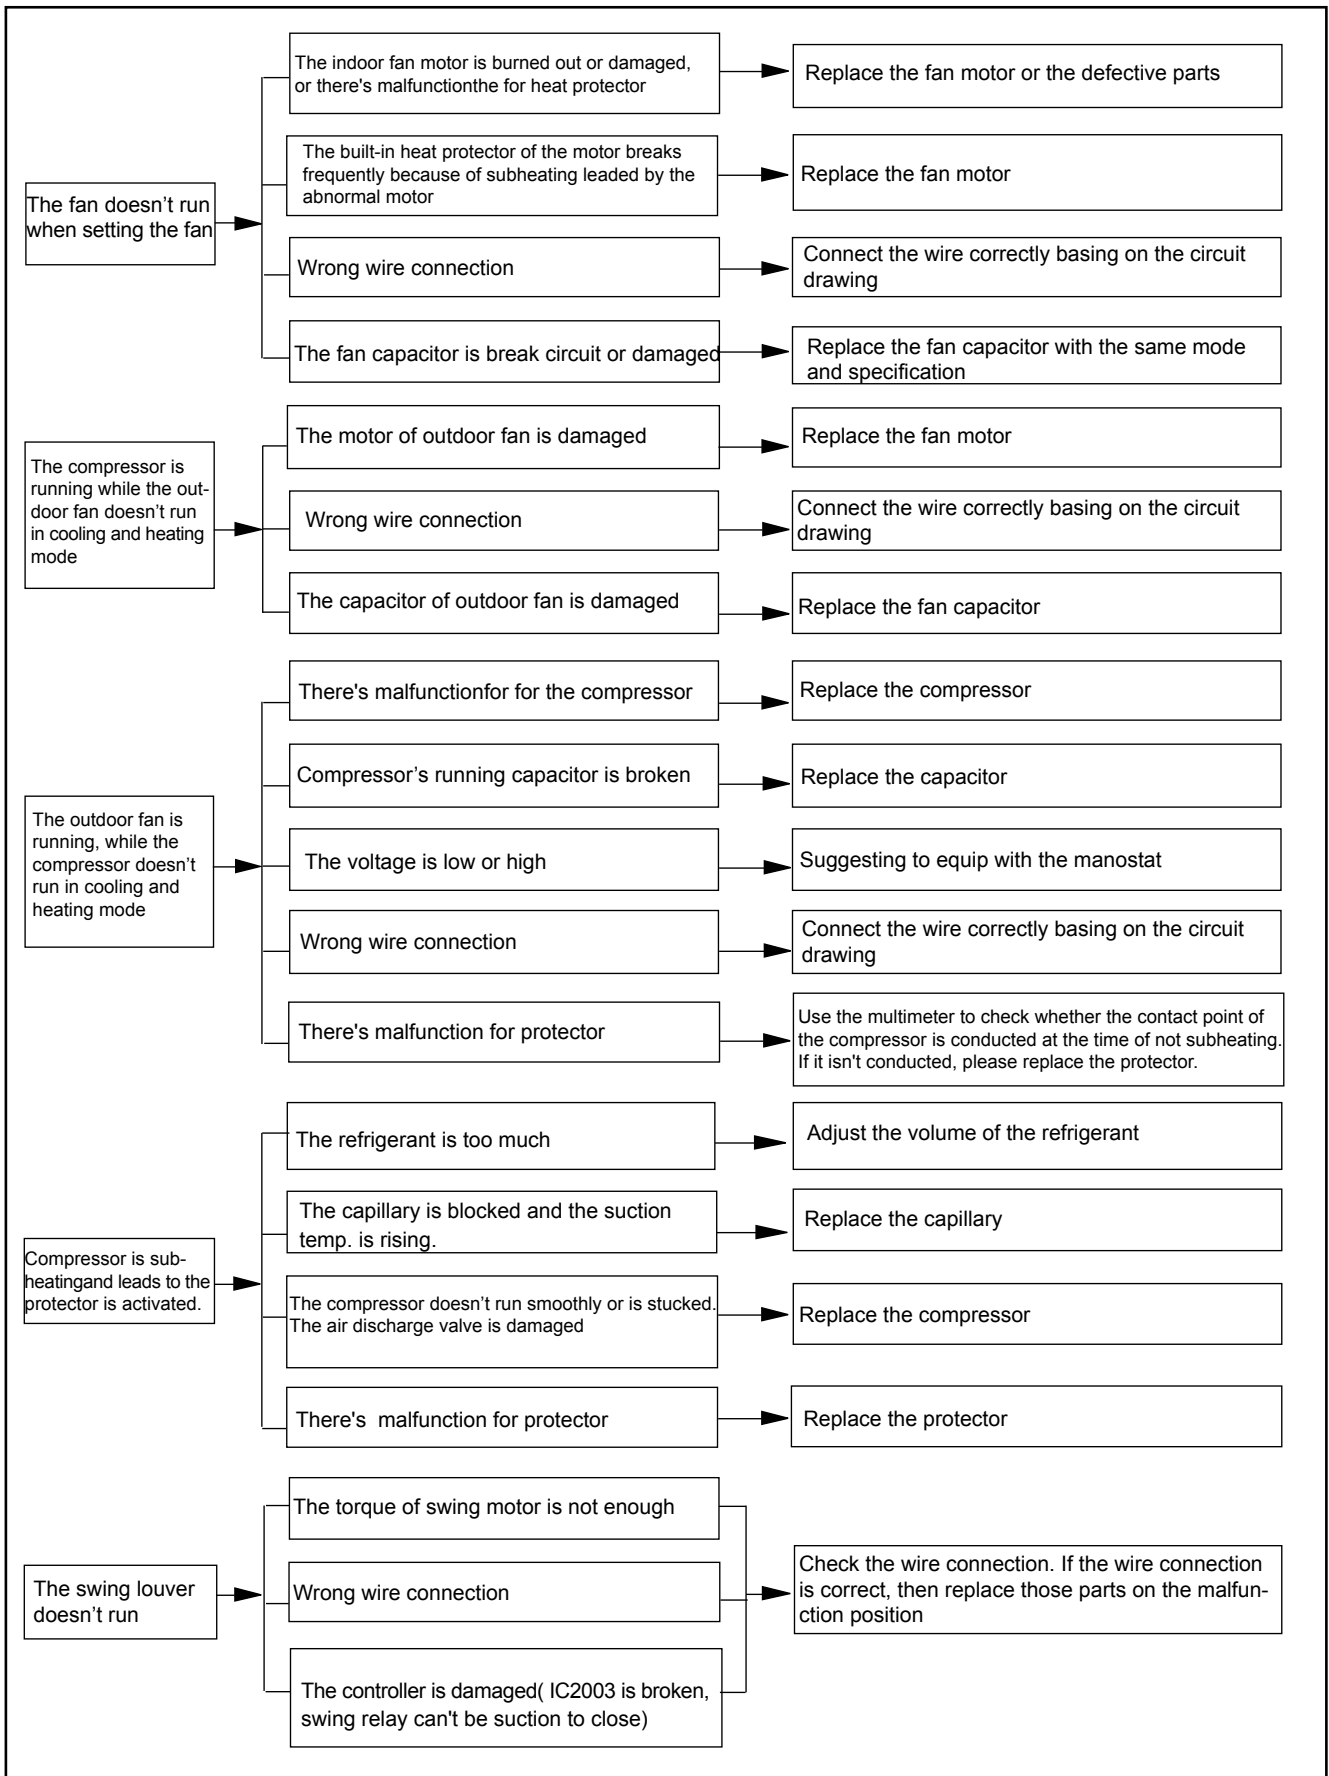 The indoor fan motor is burned out or damaged,
or there's malfunctionthe for heat protector
Replace the fan motor or the defective parts
The built-in heat protector of the motor breaks
frequently because of subheating leaded by the
abnormal motor
Replace the fan motor
The fan doesn't run
when setting the fan
Wrong wire connection
Connect the wire correctly basing on the circuit
drawing
The fan capacitor is break circuit or damaged
Replace the fan capacitor with the same mode
and specification
The motor of outdoor fan is damaged
Replace the fan motor
The compressor is
running while the out-
door fan doesn't run
in cooling and heating
mode
Wrong wire connection
Connect the wire correctly basing on the circuit
drawing
The capacitor of outdoor fan is damaged
Replace the fan capacitor
There's malfunctionfor for the compressor
Replace the compressor
Compressor's running capacitor is broken
Replace the capacitor
The outdoor fan is
running, while the
compressor doesn't
run in cooling and
heating mode
The voltage is low or high
Suggesting to equip with the manostat
Wrong wire connection
Connect the wire correctly basing on the circuit
drawing
There's malfunction for protector
Use the multimeter to check whether the contact point of
the compressor is conducted at the time of not subheating.
If it isn't conducted, please replace the protector.
The refrigerant is too much
Adjust the volume of the refrigerant
The capillary is blocked and the suction
temp. is rising.
Replace the capillary
Compressor is sub-
heatingand leads to the
protector is activated.
The compressor doesn't run smoothly or is stucked.
The air discharge valve is damaged
Replace the compressor
There's malfunction for protector
Replace the protector
The torque of swing motor is not enough
The swing louver
doesn't run
Wrong wire connection
Check the wire connection. If the wire connection
is correct, then replace those parts on the malfun-
ction position
The controller is damaged( IC2003 is broken,
swing relay can't be suction to close)